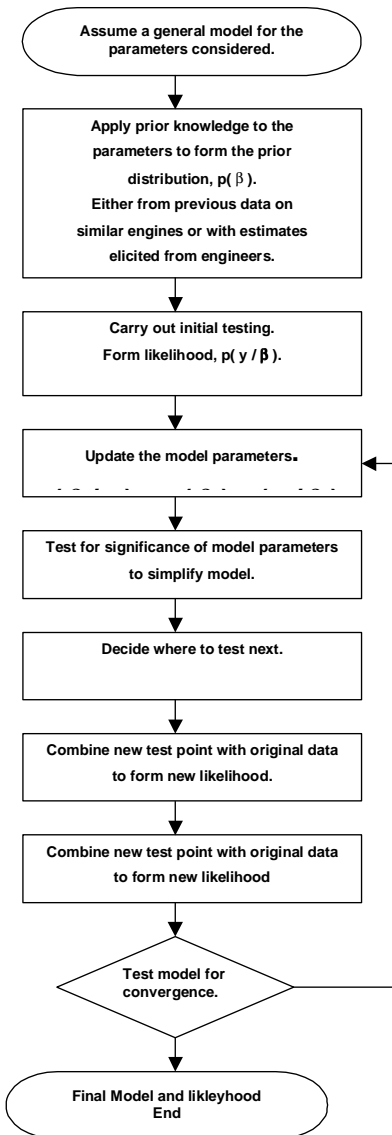 Assume a general model for the
parameters considered.
Apply prior knowledge to the
parameters to form the prior
distribution, p( β ).
Either from previous data on
similar engines or with estimates
elicited from engineers.
Carry out initial testing.
Form likelihood, p( y / β ).
Update the model parameters.
Test for significance of model parameters
to simplify model.
Decide where to test next.
Combine new test point with original data
to form new likelihood.
Combine new test point with original data
to form new likelihood
Test model for
convergence.
Final Model and likleyhood
End